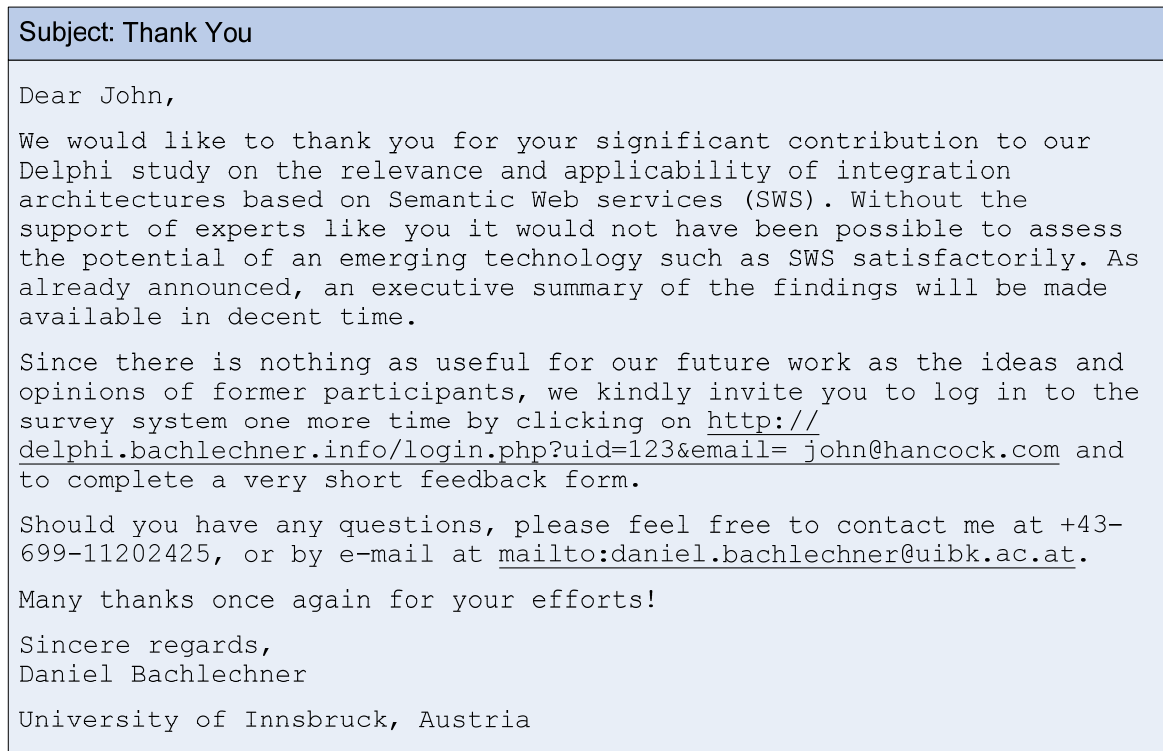 Subject: Thank You
Dear John,
We would like to thank you for your significant contribution to our
Delphi study on the relevance and applicability of integration
architectures based on Semantic Web services (SWS). Without the
support of experts like you it would not have been possible to assess
the potential of an emerging technology such as SWS satisfactorily. As
already announced, an executive summary of the findings will be made
available in decent time.
Since there is nothing as useful for our future work as the ideas and
opinions of former participants, we kindly invite you to log in to the
survey system one more time by clicking on http://
delphi.bachlechner.info/login.php?uid=123&email= john@hancock.com and
to complete a very short feedback form.
Should you have any questions, please feel free to contact me at +43-
699-11202425, or by e-mail at mailto:daniel.bachlechner@uibk.ac.at.
Many thanks once again for your efforts!
Sincere regards,
Daniel Bachlechner
University of Innsbruck, Austria